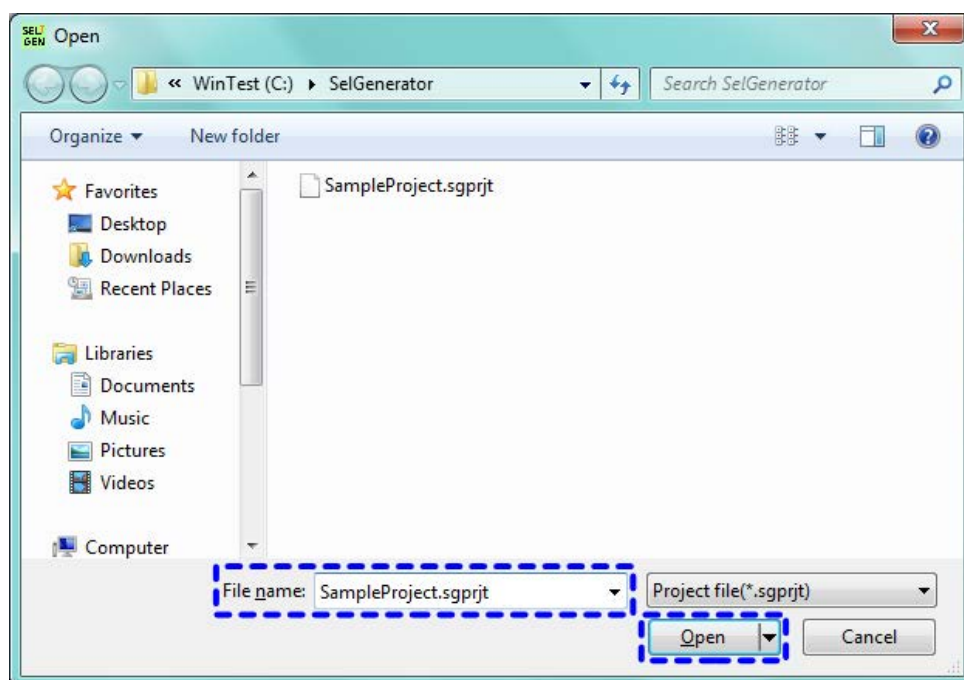 SEL
GEN
Open
« WinTest (C:) ▸ SelGenerator
Search SelGenerator
Organize
New folder
Favorites
Desktop
Downloads
Recent Places
Libraries
Documents
Music
Pictures
Videos
Computer
SampleProject.sgprjt
File name:
SampleProject.sgprjt
Project file(*.sgprjt)
Open
Cancel